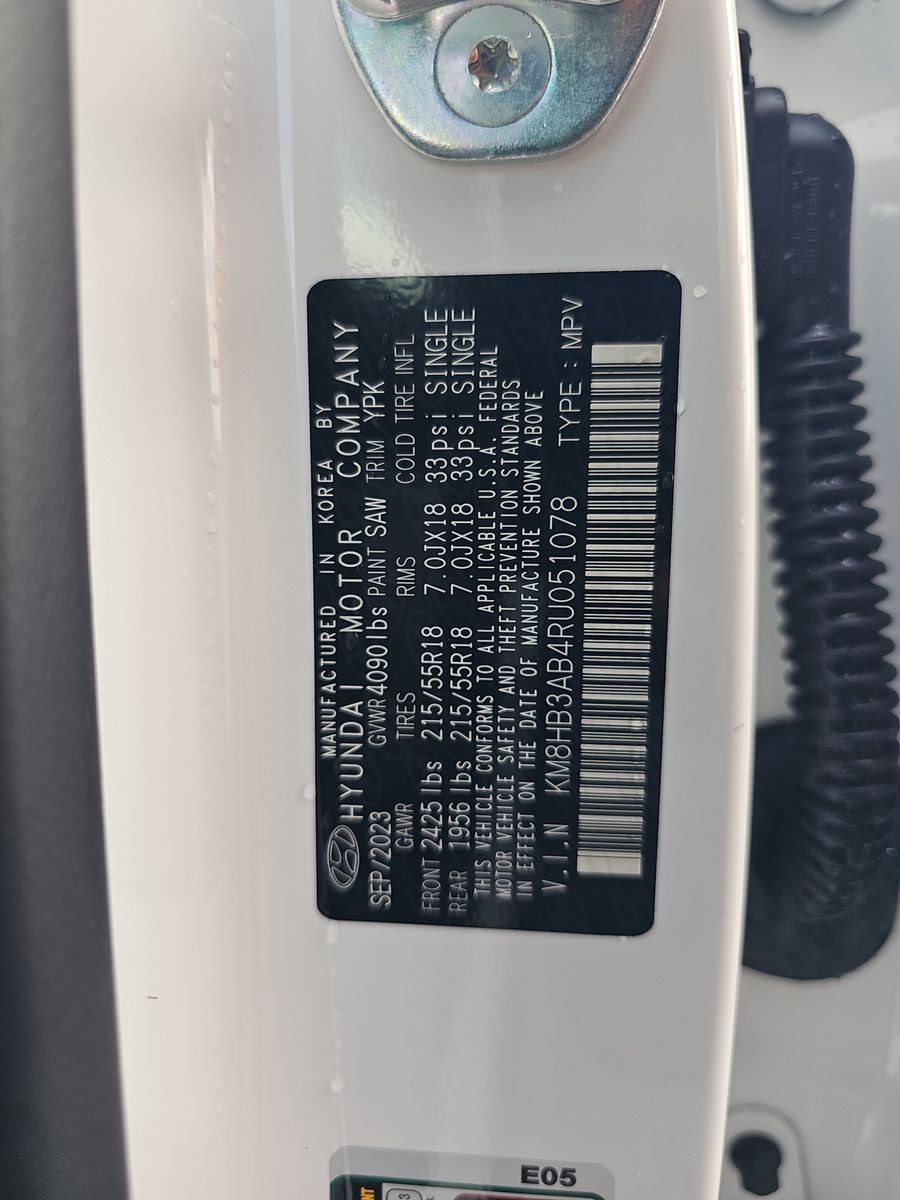 MANUFACTURED IN KOREA BY
HYUNDAI MOTOR COMPANY
SEP/2023 GVWR 4090lbs PAINT SAW TRIM YPK
GAWR TIRES RIMS COLD TIRE INFL
FRONT 2425 lbs 215/55R18 7.0JX18 33psi SINGLE
REAR 1956 lbs 215/55R18 7.0JX18 33psi SINGLE
THIS VEHICLE CONFORMS TO ALL APPLICABLE U.S.A. FEDERAL
MOTOR VEHICLE SAFETY AND THEFT PREVENTION STANDARDS
IN EFFECT ON THE DATE OF MANUFACTURE SHOWN ABOVE
V.I.N KM8HB3AB4RU051078 TYPE : MPV
E05